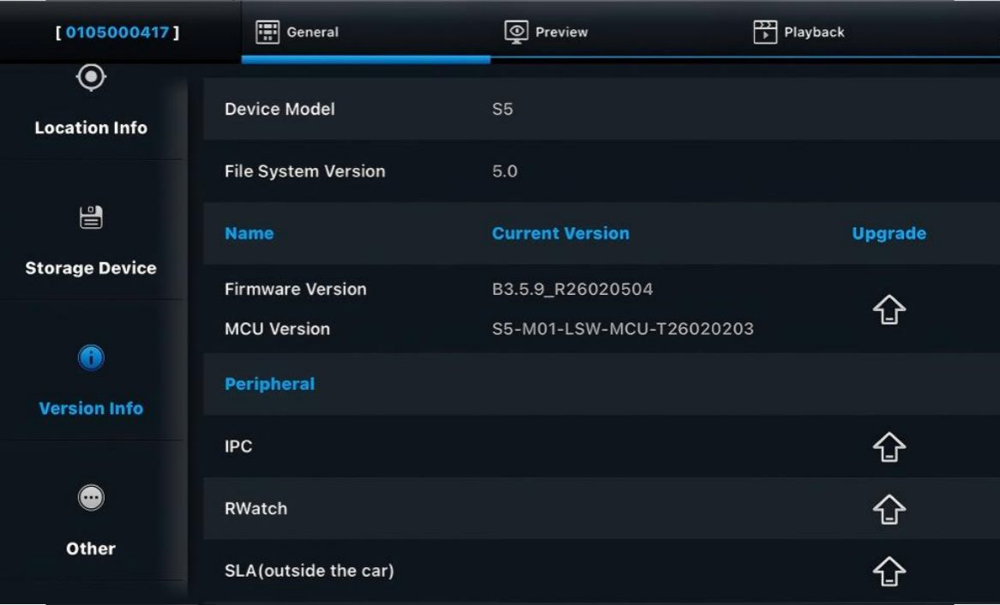 [ 0105000417 ]
General
Preview
Playback
Location Info
Storage Device
Version Info
Other
Device Model S5
File System Version 5.0
Name Current Version Upgrade
Firmware Version B3.5.9_R26020504
MCU Version S5-M01-LSW-MCU-T26020203
Peripheral
IPC
RWatch
SLA(outside the car)